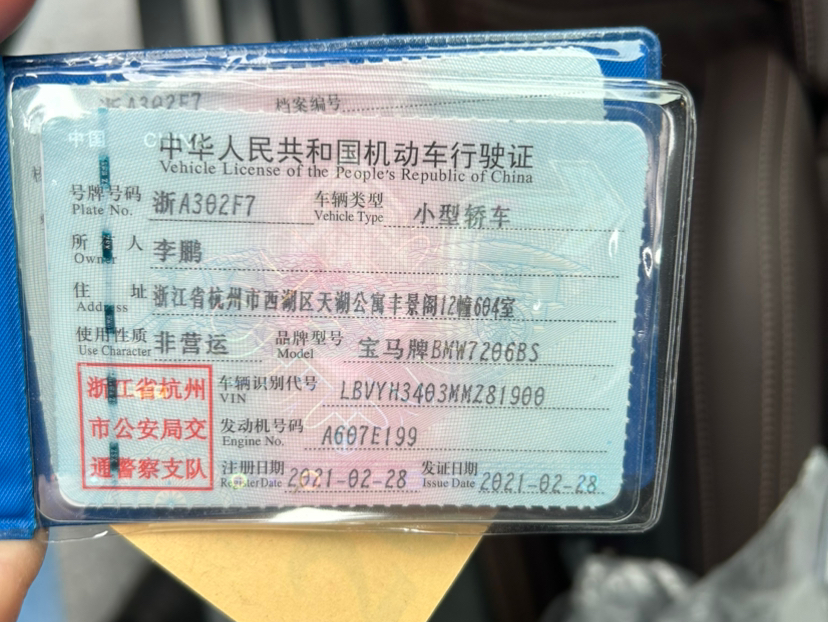 浙A302F7 档案编号
中国 CHINA
中华人民共和国机动车行驶证
Vehicle License of the People's Republic of China
号牌号码 浙A302F7 车辆类型 小型轿车
Plate No. Vehicle Type
所有人 李鹏
Owner
住址 浙江省杭州市西湖区天湖公寓丰景阁12幢604室
Address
使用性质 非营运 品牌型号 宝马牌BMW7206BS
Use Character Model
浙江省杭州市公安局交通警察支队
车辆识别代号 LBVYH3403MMZ81900
VIN
发动机号码 A607E199
Engine No.
注册日期 2021-02-28 发证日期 2021-02-28
Register Date Issue Date